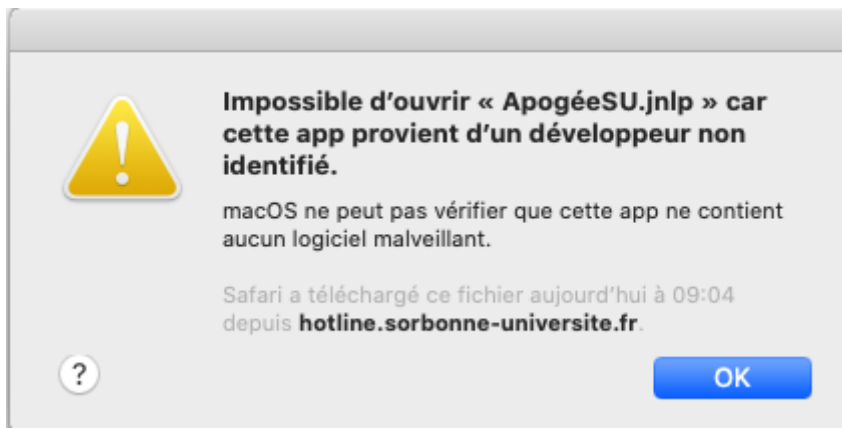 Impossible d’ouvrir « ApogéeSU.jnlp » car
cette app provient d’un développeur non
identifié.
macOS ne peut pas vérifier que cette app ne contient
aucun logiciel malveillant.
Safari a téléchargé ce fichier aujourd’hui à 09:04
depuis hotline.sorbonne-universite.fr.
?
OK